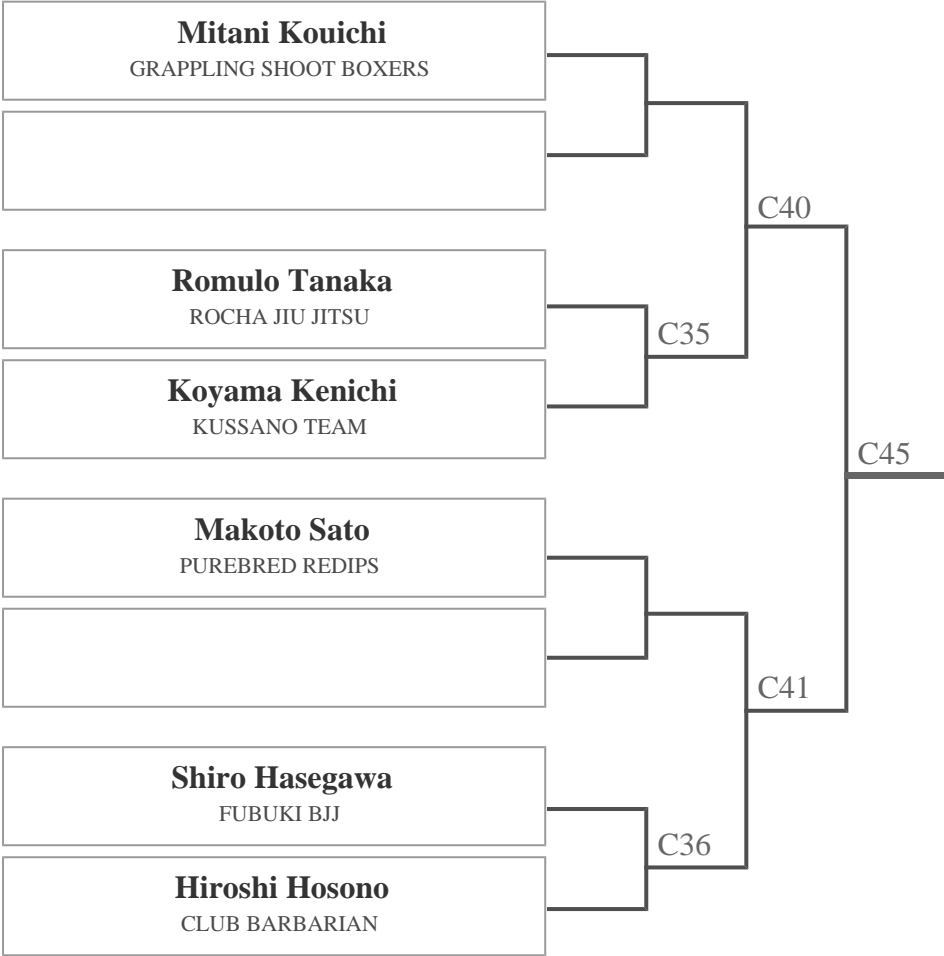 Mitani Kouichi
GRAPPLING SHOOT BOXERS
C40
Romulo Tanaka
ROCHA JIU JITSU
C35
Koyama Kenichi
KUSSANO TEAM
C45
Makoto Sato
PUREBRED REDIPS
C41
Shiro Hasegawa
FUBUKI BJJ
C36
Hiroshi Hosono
CLUB BARBARIAN